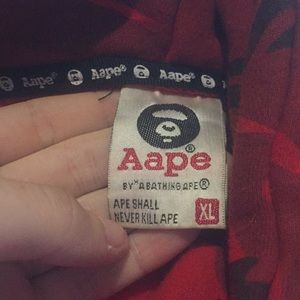 Aape® Aape® Aape®
Aape
BY *A BATHING APE®
APE SHALL
NEVER KILL APE
XL